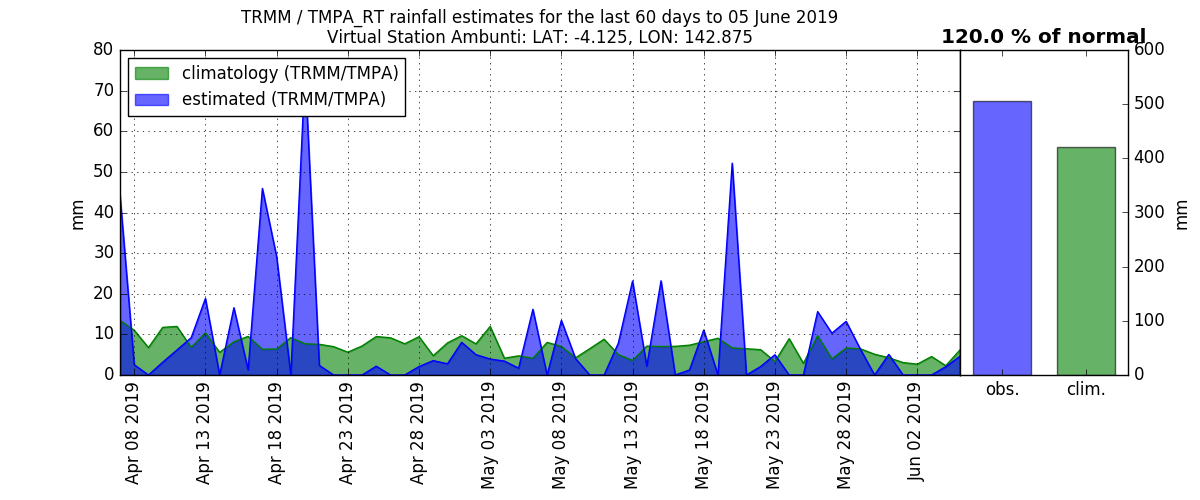 TRMM / TMPA_RT rainfall estimates for the last 60 days to 05 June 2019
Virtual Station Ambunti: LAT: -4.125, LON: 142.875
120.0 % of normal
climatology (TRMM/TMPA)
estimated (TRMM/TMPA)
mm
80
70
60
50
40
30
20
10
0
Apr 08 2019
Apr 13 2019
Apr 18 2019
Apr 23 2019
Apr 28 2019
May 03 2019
May 08 2019
May 13 2019
May 18 2019
May 23 2019
May 28 2019
Jun 02 2019
obs.
clim.
600
500
400
300
200
100
0
mm